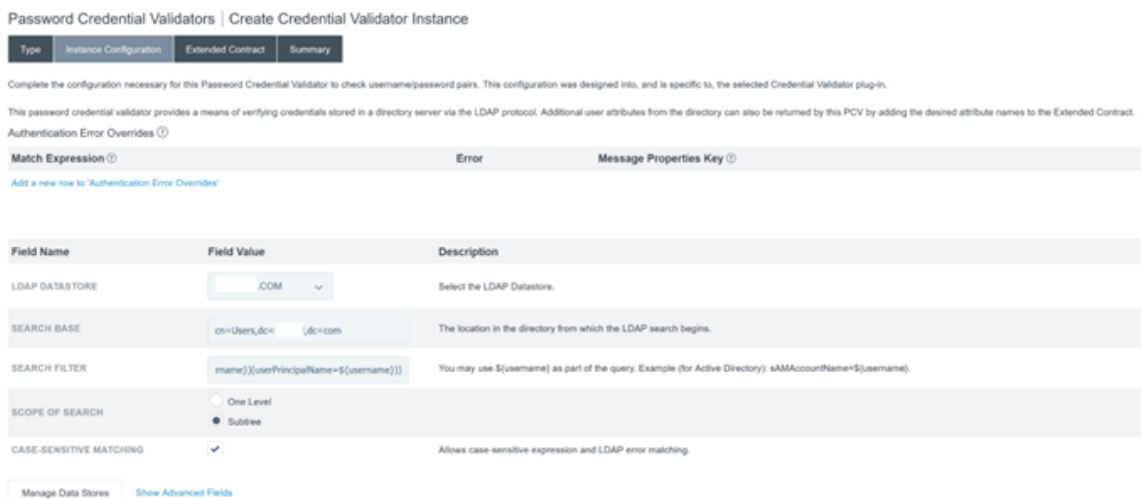 Password Credential Validators | Create Credential Validator Instance
Type Instance Configuration Extended Contract Summary
Complete the configuration necessary for this Password Credential Validator to check username/password pairs. This configuration was designed into, and is specific to, the selected Credential Validator plug-in.
This password credential validator provides a means of verifying credentials stored in a directory server via the LDAP protocol. Additional user attributes from the directory can also be returned by this PCV by adding the desired attribute names to the Extended Contract.
Authentication Error Overrides
Match Expression Error Message Properties Key
Add a new row to 'Authentication Error Overrides'
Field Name Field Value Description
LDAP DATASTORE .COM Select the LDAP Datastore.
SEARCH BASE cn=Users,dc= ,dc=com The location in the directory from which the LDAP search begins.
SEARCH FILTER rname})(userPrincipalName=${username})) You may use ${username} as part of the query. Example (for Active Directory): sAMAccountName=${username}.
One Level
SCOPE OF SEARCH
Subtree
CASE-SENSITIVE MATCHING Allows case-sensitive expression and LDAP error matching.
Manage Data Stores Show Advanced Fields